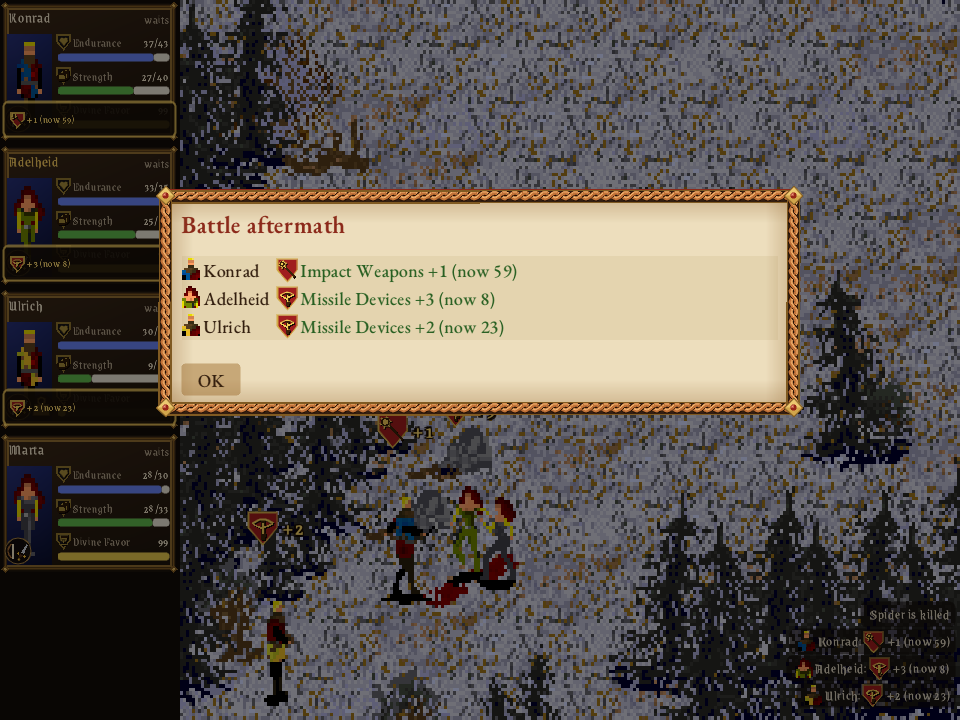 Konrad
waits
Endurance 37/43
Strength 27/40
+1 (now 59)
Adelheid
waits
Endurance
Strength
+3 (now 8)
Ulrich
Endurance
Strength
+2 (now 23)
Marta
waits
Endurance 28/30
Strength 28/33
Divine Favor 99
Battle aftermath
Konrad Impact Weapons +1 (now 59)
Adelheid Missile Devices +3 (now 8)
Ulrich Missile Devices +2 (now 23)
OK
+1
+2
Spider is killed
Konrad: +1 (now 59)
Adelheid: +3 (now 8)
Ulrich: +2 (now 23)